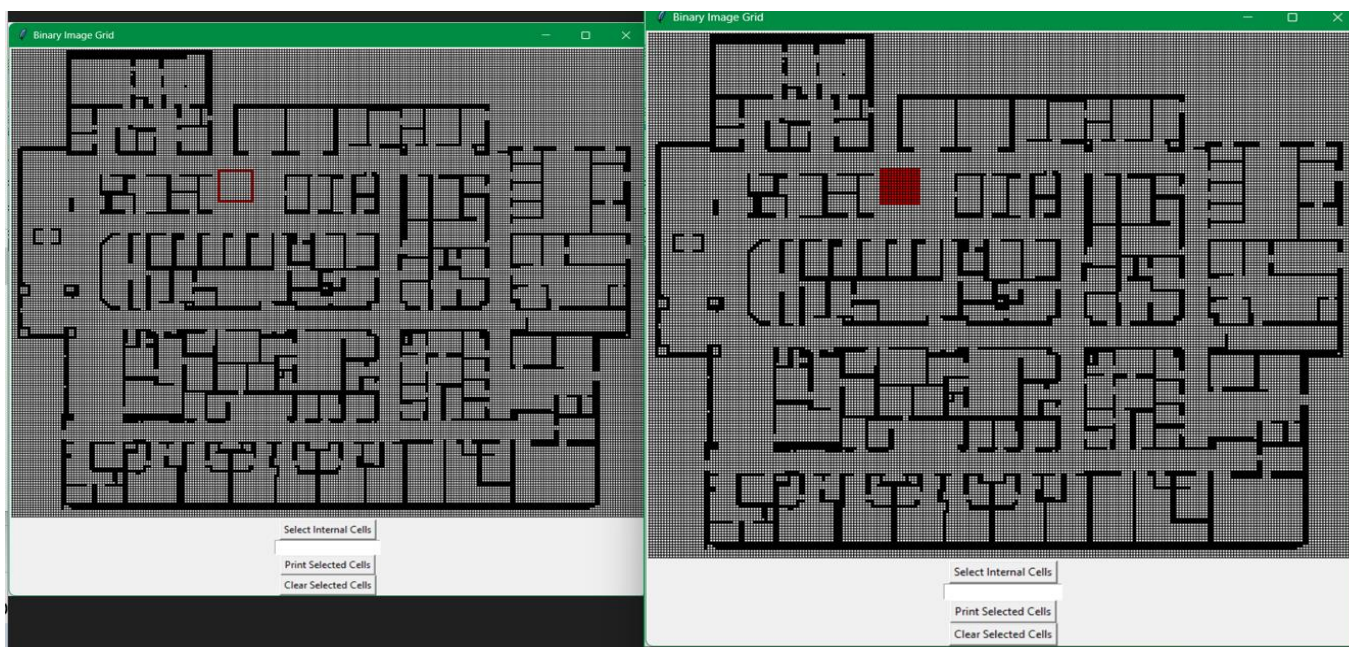 Binary Image Grid
Select Internal Cells
Print Selected Cells
Clear Selected Cells
Binary Image Grid
Select Internal Cells
Print Selected Cells
Clear Selected Cells